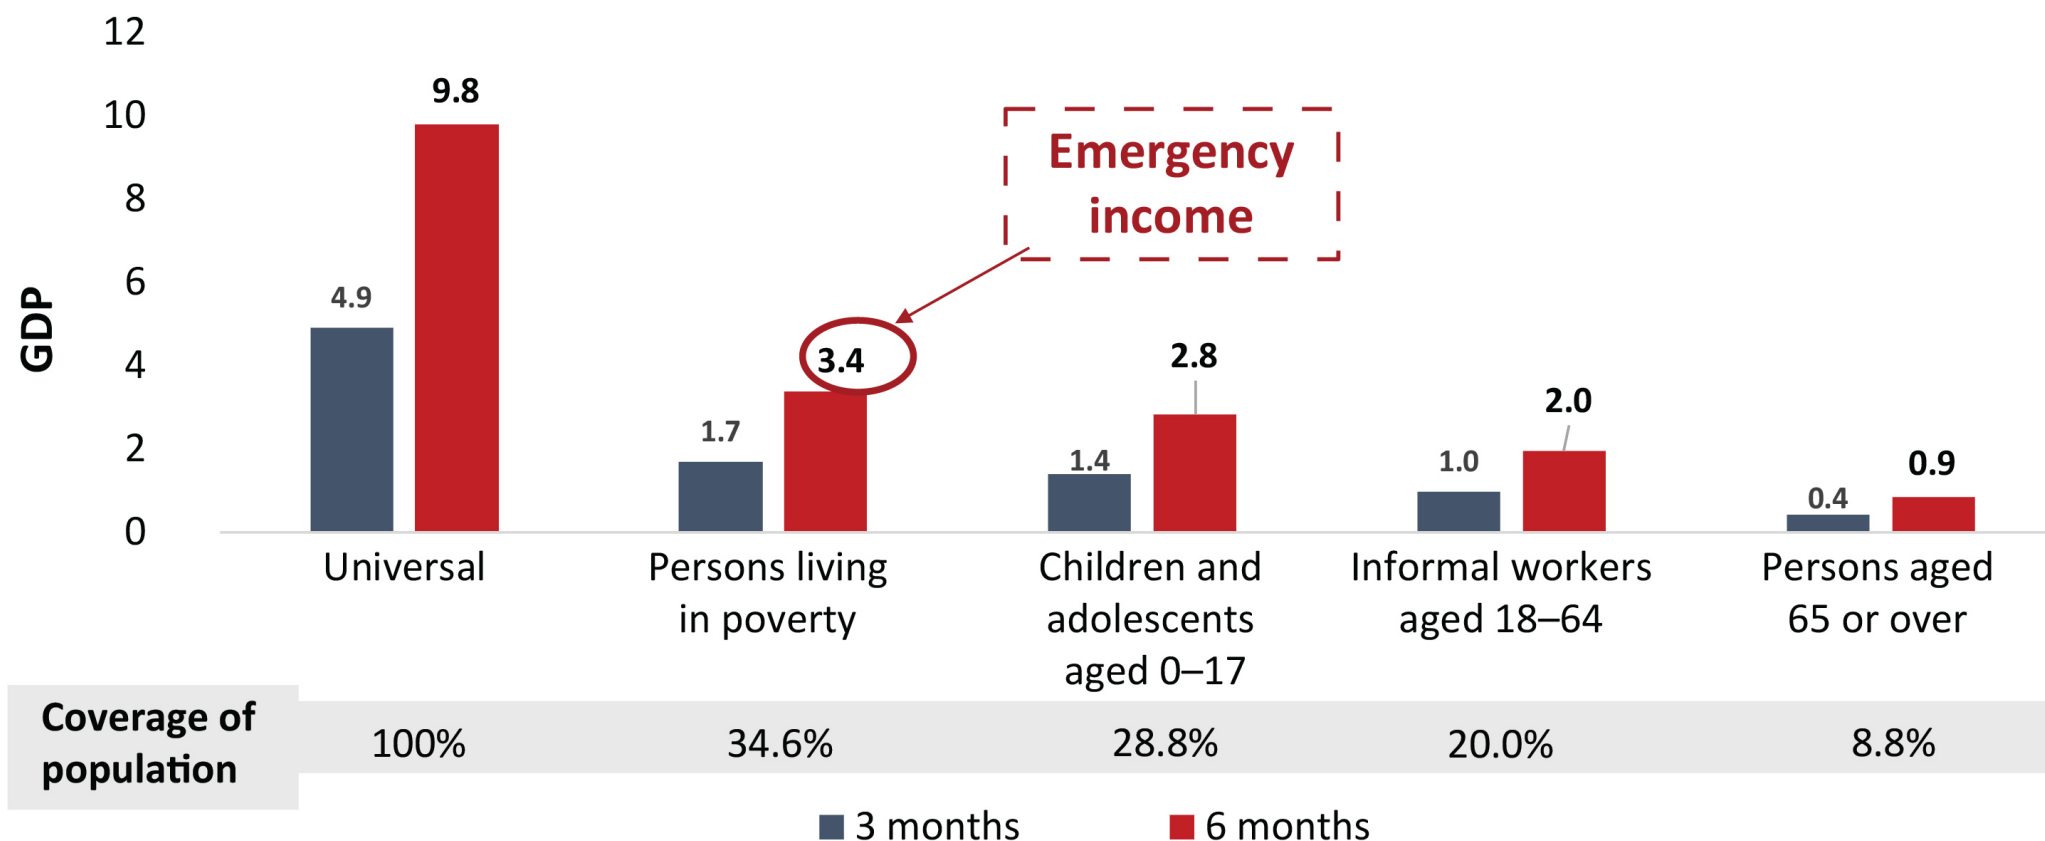 12
10
8
6
4
2
0
GDP
4.9
9.8
1.7
3.4
1.4
2.8
1.0
2.0
0.4
0.9
Emergency
income
Universal
Persons living
in poverty
Children and
adolescents
aged 0–17
Informal workers
aged 18–64
Persons aged
65 or over
Coverage of
population
100%
34.6%
28.8%
20.0%
8.8%
3 months
6 months